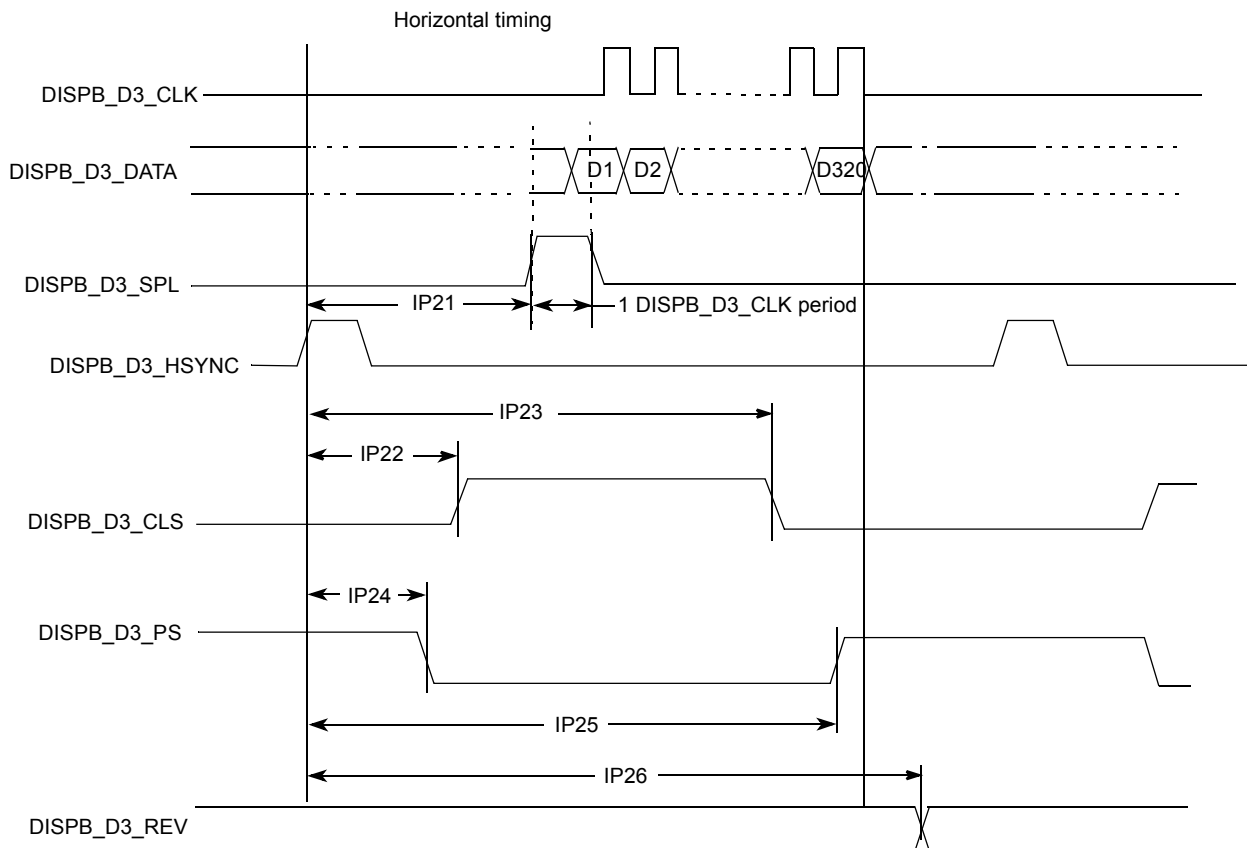 Horizontal timing
DISPB_D3_CLK
DISPB_D3_DATA
D1
D2
D320
DISPB_D3_SPL
IP21
1 DISPB_D3_CLK period
DISPB_D3_HSYNC
IP23
IP22
DISPB_D3_CLS
IP24
DISPB_D3_PS
IP25
IP26
DISPB_D3_REV